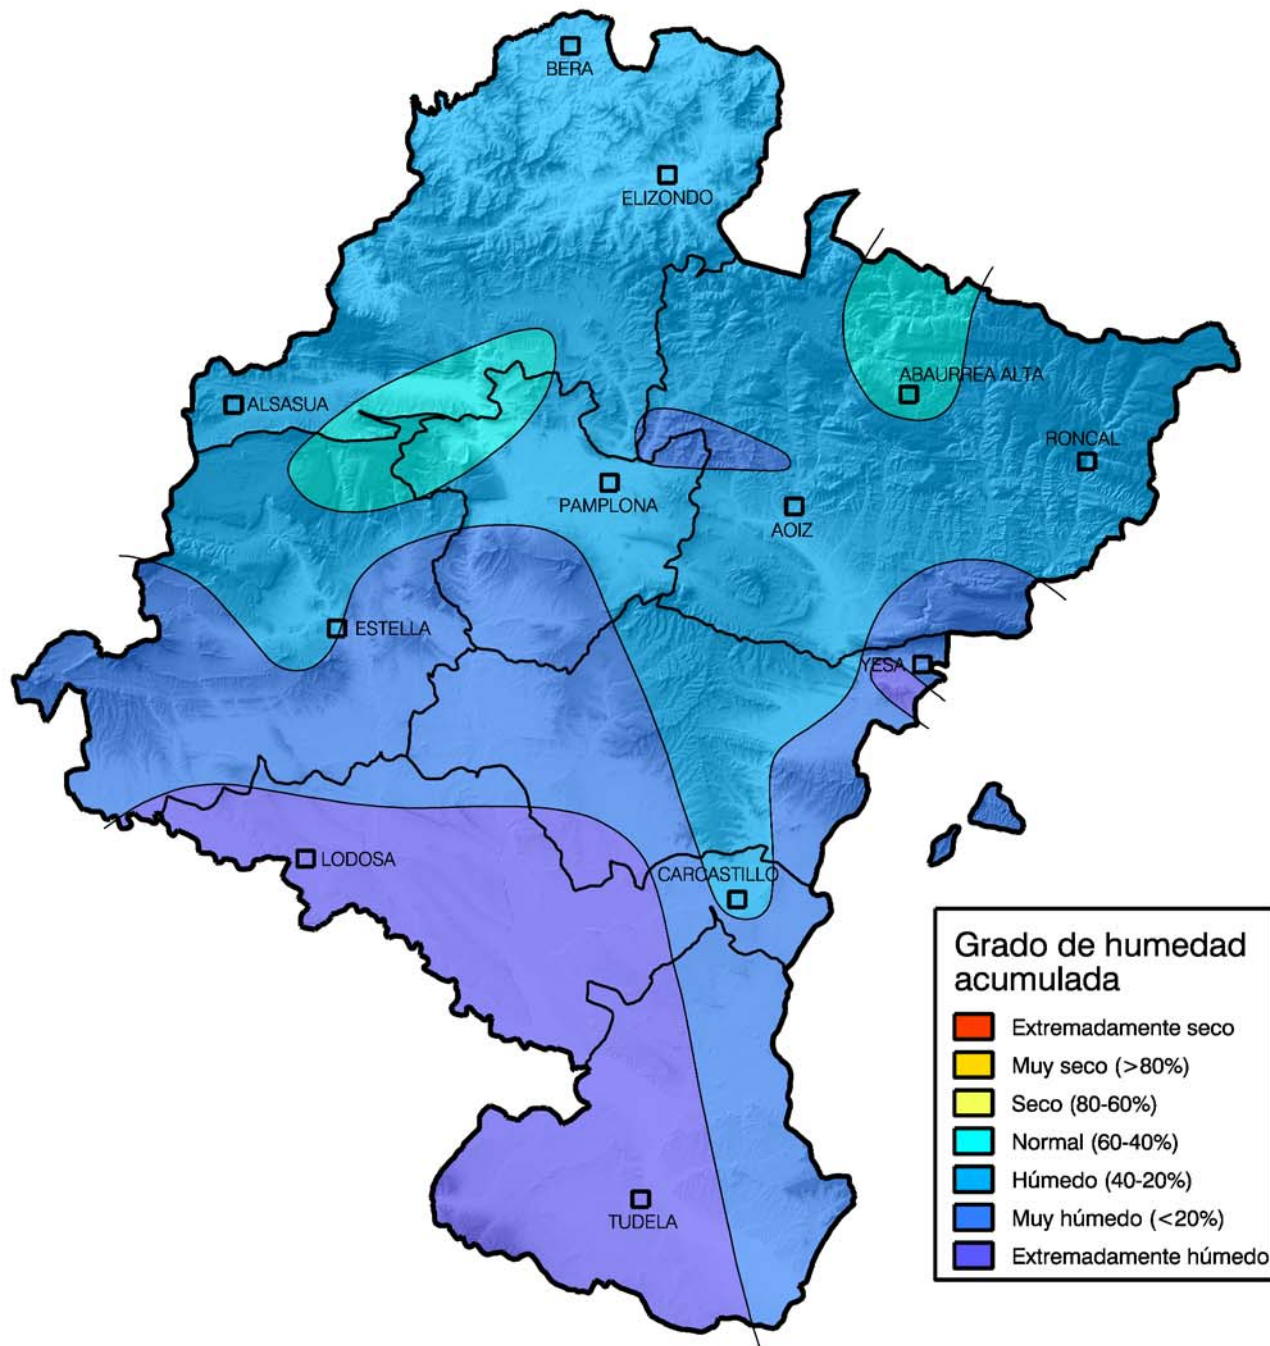 BERA
ELIZONDO
ABAURREA ALTA
ALSASUA
RONCAL
PAMPLONA
AOIZ
ESTELLA
YESA
LODOSA
CARCASTILLO
TUDELA
Grado de humedad
acumulada
Extremadamente seco
Muy seco (>80%)
Seco (80-60%)
Normal (60-40%)
Húmedo (40-20%)
Muy húmedo (<20%)
Extremadamente húmedo